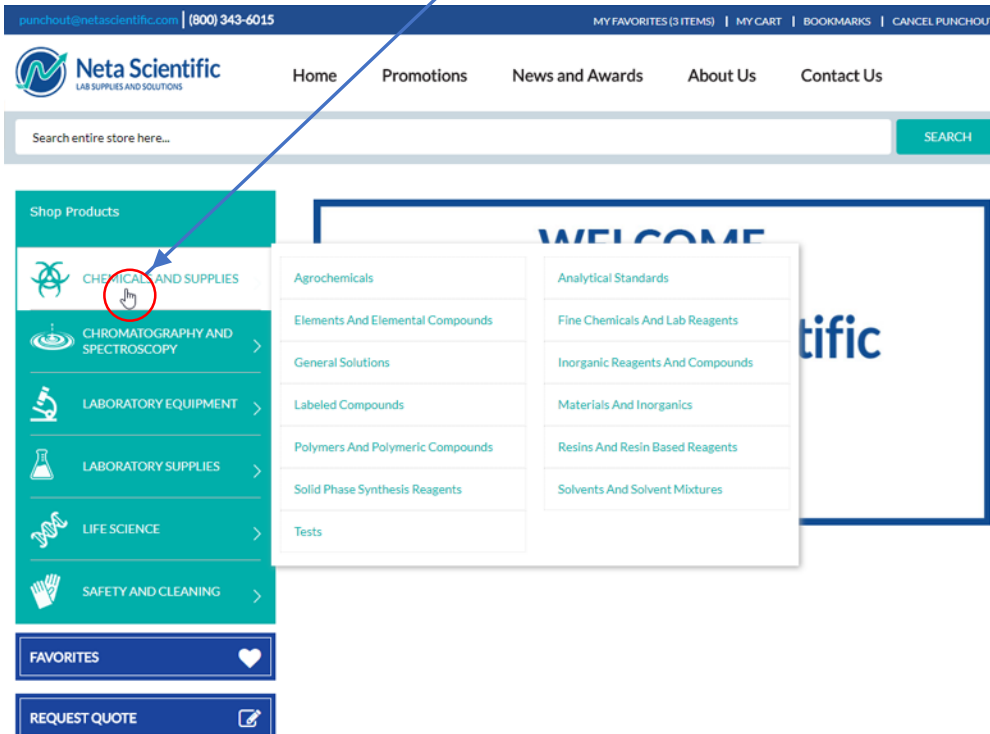 punchout@netascientific.com | (800) 343-6015
MY FAVORITES (3 ITEMS) | MY CART | BOOKMARKS | CANCEL PUNCHOU
Neta Scientific
LAB SUPPLIES AND SOLUTIONS
Home Promotions News and Awards About Us Contact Us
Search entire store here...
SEARCH
Shop Products
CHEMICALS AND SUPPLIES
CHROMATOGRAPHY AND
SPECTROSCOPY
LABORATORY EQUIPMENT
LABORATORY SUPPLIES
LIFE SCIENCE
SAFETY AND CLEANING
FAVORITES
REQUEST QUOTE
WELCOME
tific
Agrochemicals
Analytical Standards
Elements And Elemental Compounds
Fine Chemicals And Lab Reagents
General Solutions
Inorganic Reagents And Compounds
Labeled Compounds
Materials And Inorganics
Polymers And Polymeric Compounds
Resins And Resin Based Reagents
Solid Phase Synthesis Reagents
Solvents And Solvent Mixtures
Tests